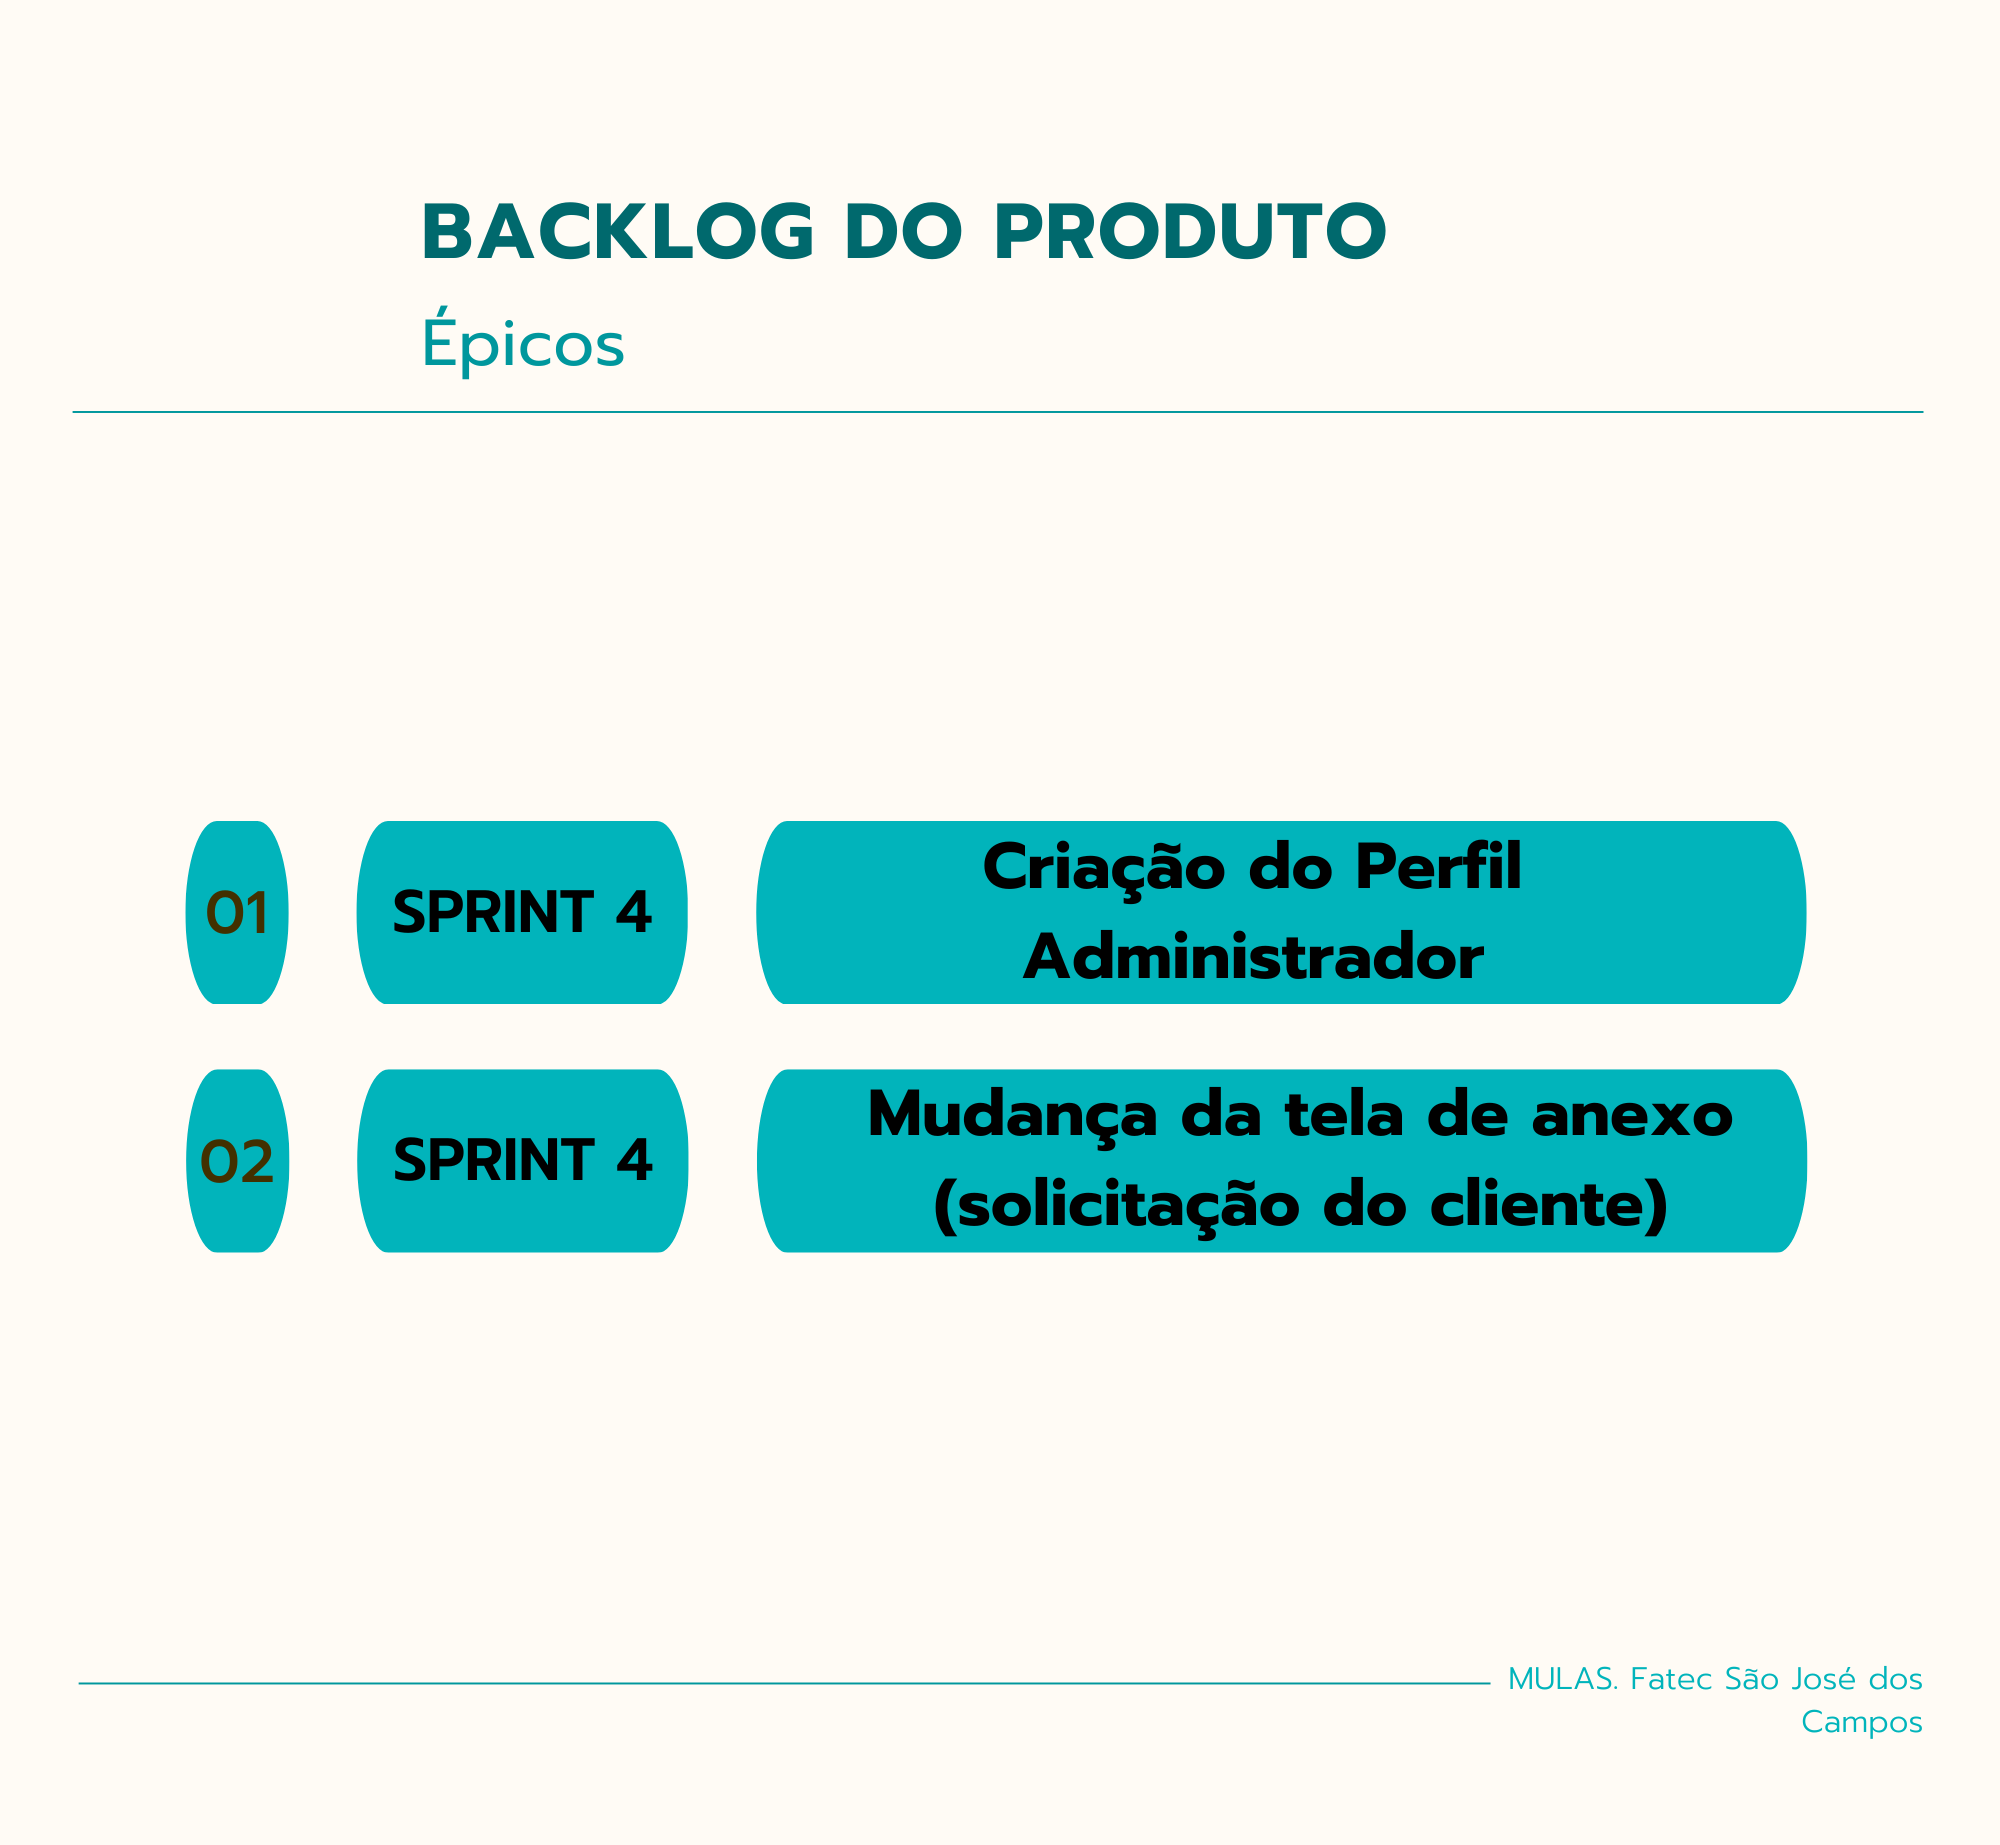 BACKLOG DO PRODUTO
Épicos
01
SPRINT 4
Criação do Perfil
Administrador
02
SPRINT 4
Mudança da tela de anexo
(solicitação do cliente)
MULAS. Fatec São José dos
Campos